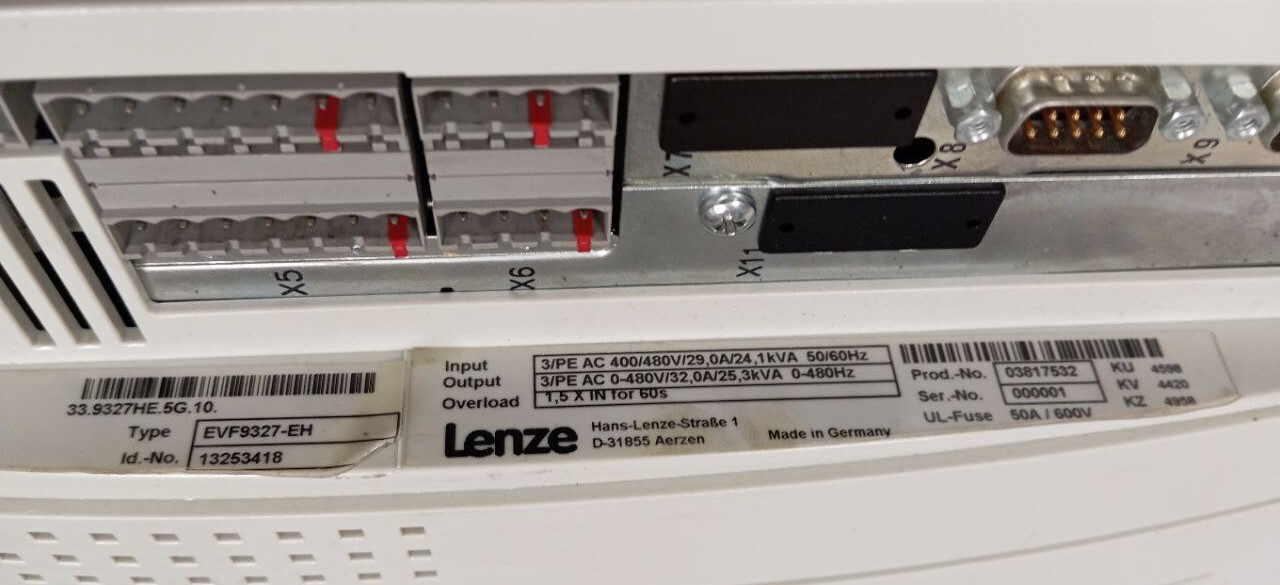 X7
X8
X9
X5
X6
X11
33.9327HE.5G.10.
Type EVF9327-EH
Id.-No. 13253418
Input 3/PE AC 400/480V/29,0A/24,1kVA 50/60Hz
Output 3/PE AC 0-480V/32,0A/25,3kVA 0-480Hz
Overload 1,5 X IN for 60s
Lenze
Hans-Lenze-Straße 1
D-31855 Aerzen
Made in Germany
Prod.-No. 03817532
Ser.-No. 000001
UL-Fuse 50A / 600V
KU 4598
KV 4420
KZ 4958